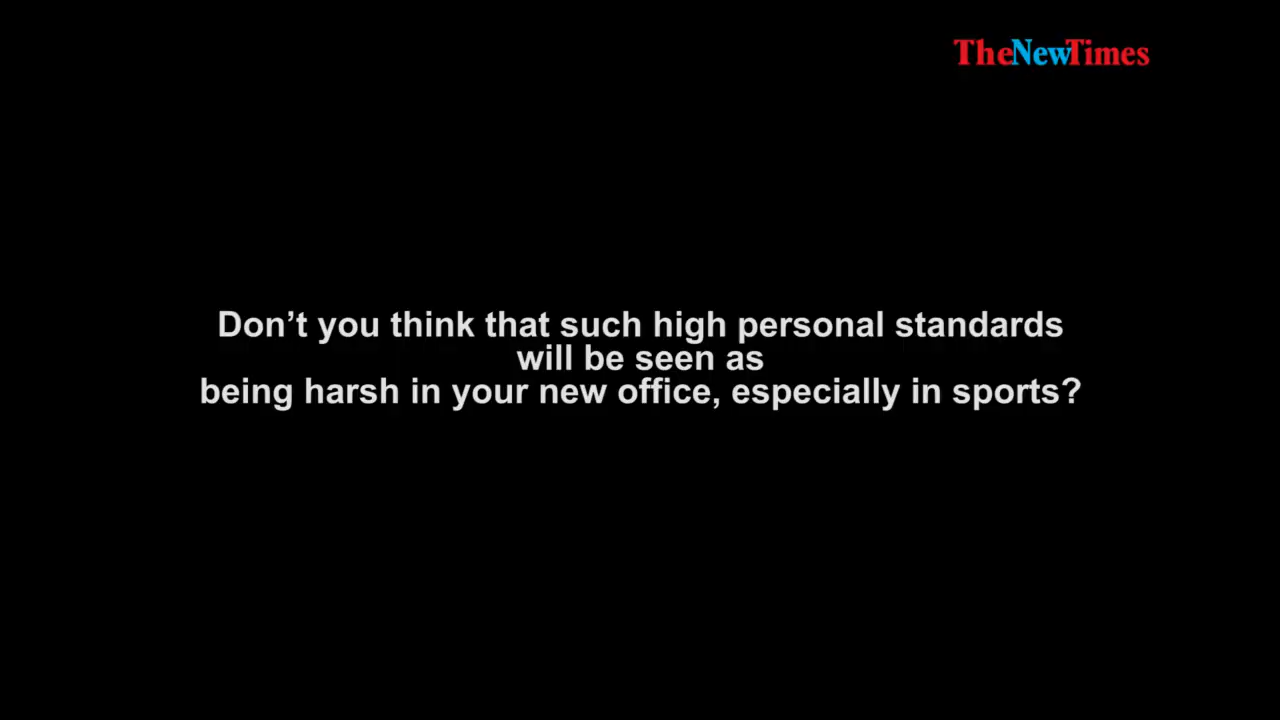 TheNewTimes
Don’t you think that such high personal standards
will be seen as
being harsh in your new office, especially in sports?